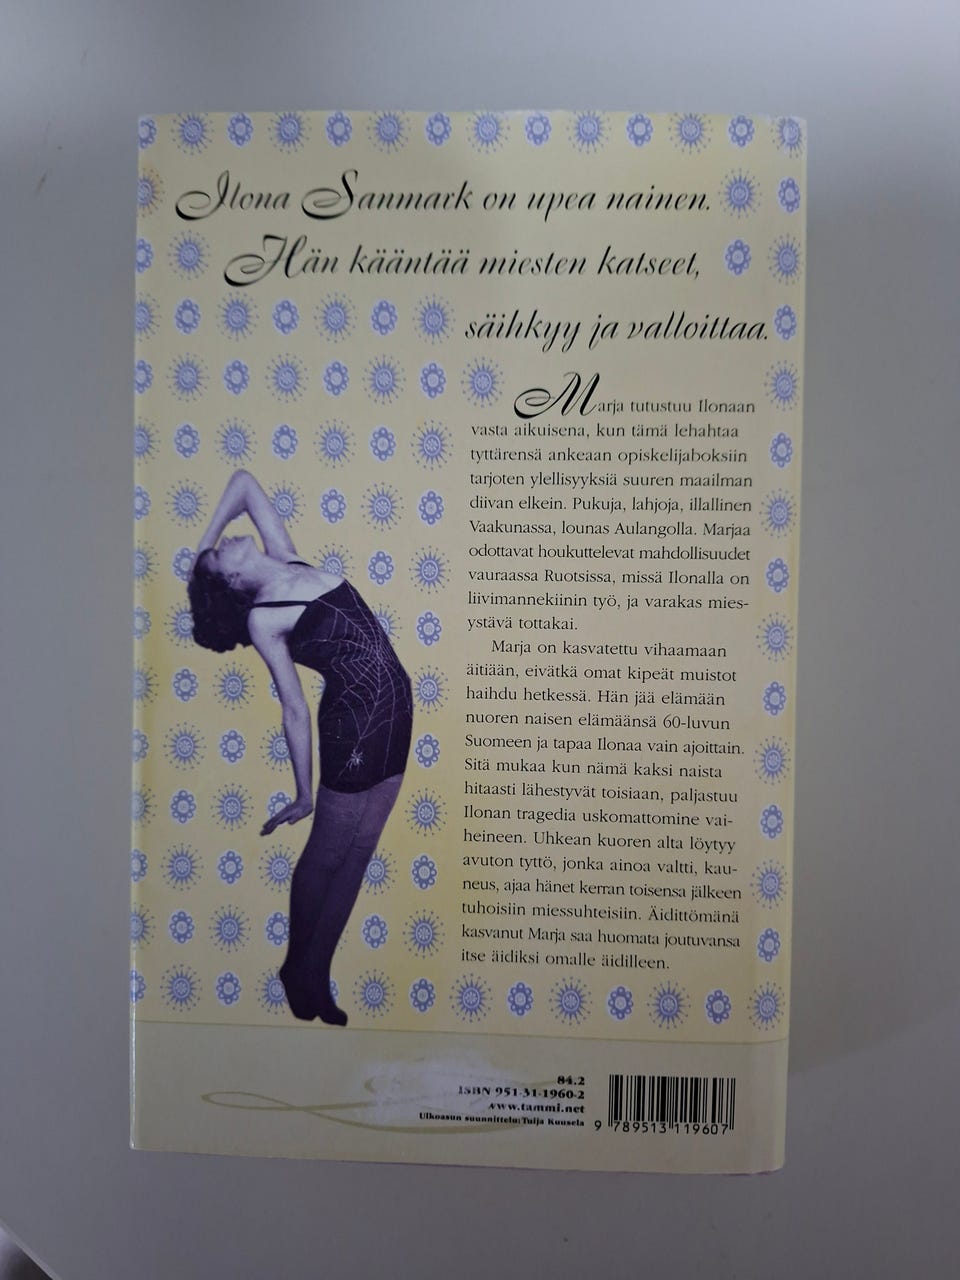 Ilona Sanmark on upea nainen.
Hän kääntää miesten katseet,
säihkyy ja valloittaa.
Marja tutustuu Ilonaan
vasta aikuisena, kun tämä lehahtaa
tyttärensä ankeaan opiskelijaboksiin
tarjoten ylellisyyksiä suuren maailman
diivan elkein. Pukuja, lahjoja, illallinen
Vaakunassa, lounas Aulangolla. Marjaa
odottavat houkuttelevat mahdollisuudet
vauraassa Ruotsissa, missä Ilonalla on
liivimannekiinin työ, ja varakas mies-
ystävä tottakai.
Marja on kasvatettu vihaamaan
äitiään, eivätkä omat kipeät muistot
haihdu hetkessä. Hän jää elämään
nuoren naisen elämäänsä 60-luvun
Suomeen ja tapaa Ilonaa vain ajoittain.
Sitä mukaa kun nämä kaksi naista
hitaasti lähestyvät toisiaan, paljastuu
Ilonan tragedia uskomattomine vai-
heineen. Uhkean kuoren alta löytyy
avuton tyttö, jonka ainoa valtti, kau-
neus, ajaa hänet kerran toisensa jälkeen
tuhoisiin miessuhteisiin. Äidittömänä
kasvanut Marja saa huomata joutuvansa
itse äidiksi omalle äidilleen.
84.2
ISBN 951-31-1960-2
www.tammi.net
Ulkoasun suunnittelu: Tuija Kuusela
9 789513 119607